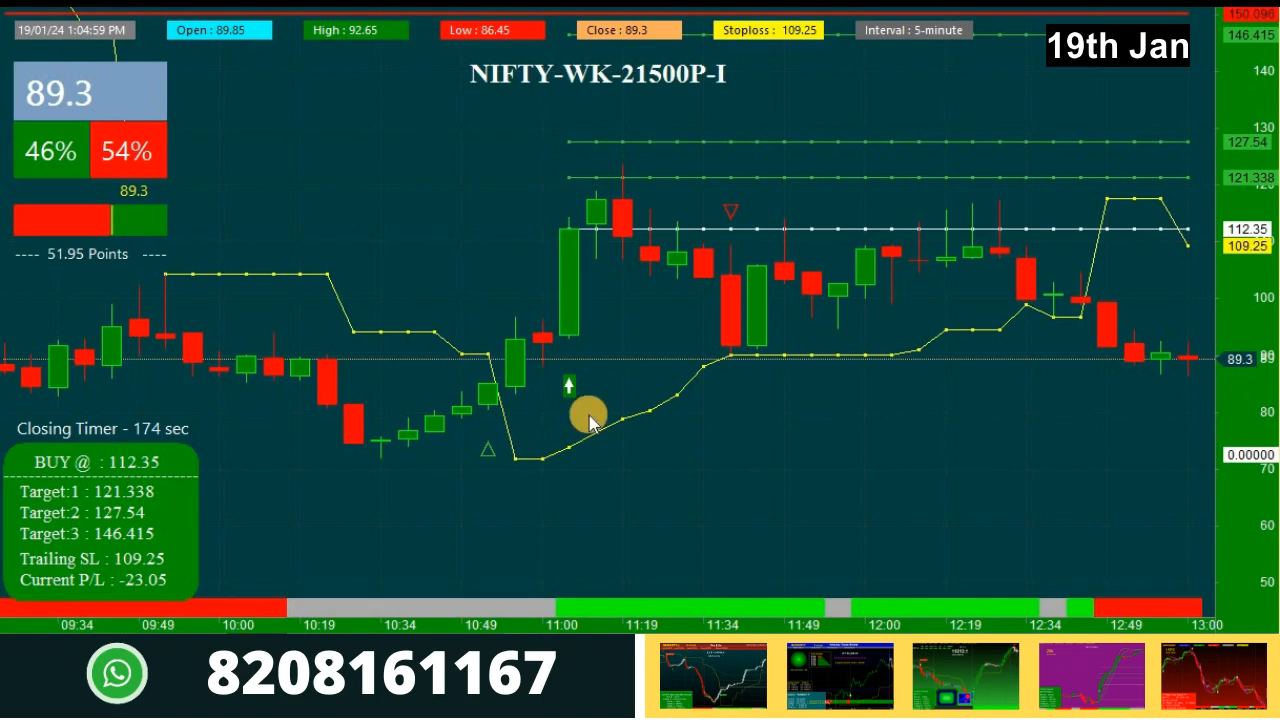 19/01/24 1:04:59 PM
Open : 89.85
High : 92.65
Low : 86.45
Close : 89.3
Stoploss : 109.25
Interval : 5-minute
19th Jan
NIFTY-WK-21500P-I
89.3
46% 54%
89.3
---- 51.95 Points ----
Closing Timer - 174 sec
BUY @ : 112.35
Target:1 : 121.338
Target:2 : 127.54
Target:3 : 146.415
Trailing SL : 109.25
Current P/L : -23.05
150.096
146.415
140
130
127.54
121.338
112.35
109.25
100
89.3
80
0.00000
70
60
50
09:34 09:49 10:00 10:19 10:34 10:49 11:00 11:19 11:34 11:49 12:00 12:19 12:34 12:49 13:00
8208161167